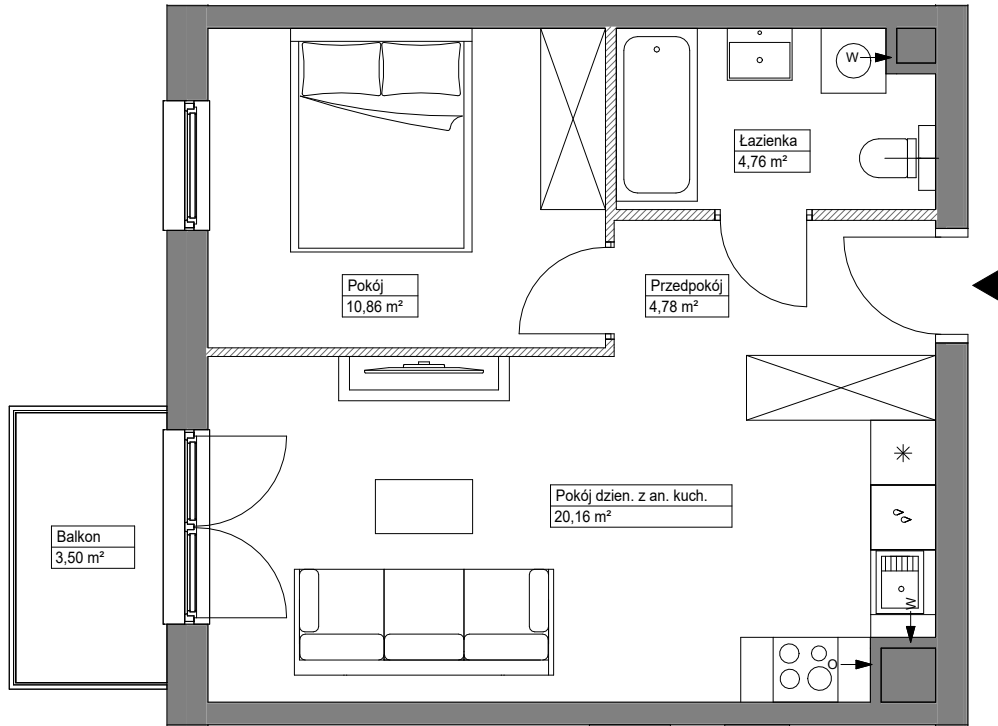 W
Łazienka
4,76 m²
Pokój
10,86 m²
Przedpokój
4,78 m²
Pokój dzien. z an. kuch.
20,16 m²
Balkon
3,50 m²
W